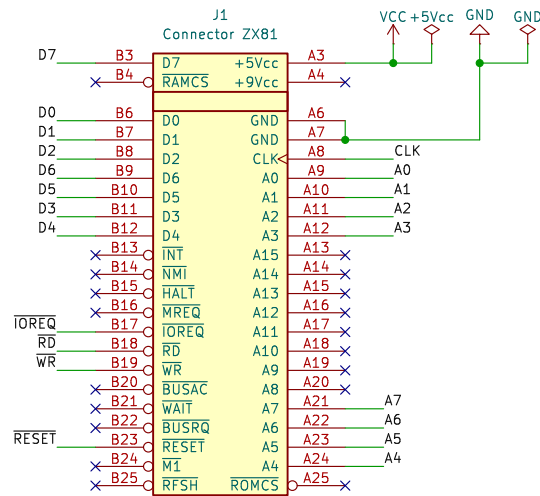 J1
Connector ZX81
VCC +5Vcc GND GND
D7 B3 D7 +5Vcc A3
B4 RAMCS +9Vcc A4
D0 B6 D0 GND A6
D1 B7 D1 GND A7
D2 B8 D2 CLK A8 CLK
D6 B9 D6 A0 A9 A0
D5 B10 D5 A1 A10 A1
D3 B11 D3 A2 A11 A2
D4 B12 D4 A3 A12 A3
B13 INT A15 A13
B14 NMI A14 A14
B15 HALT A13 A15
B16 MREQ A12 A16
IOREQ B17 IOREQ A11 A17
RD B18 RD A10 A18
WR B19 WR A9 A19
B20 BUSAC A8 A20
B21 WAIT A7 A21 A7
B22 BUSRQ A6 A22 A6
RESET B23 RESET A5 A23 A5
B24 M1 A4 A24 A4
B25 RFSH ROMCS A25